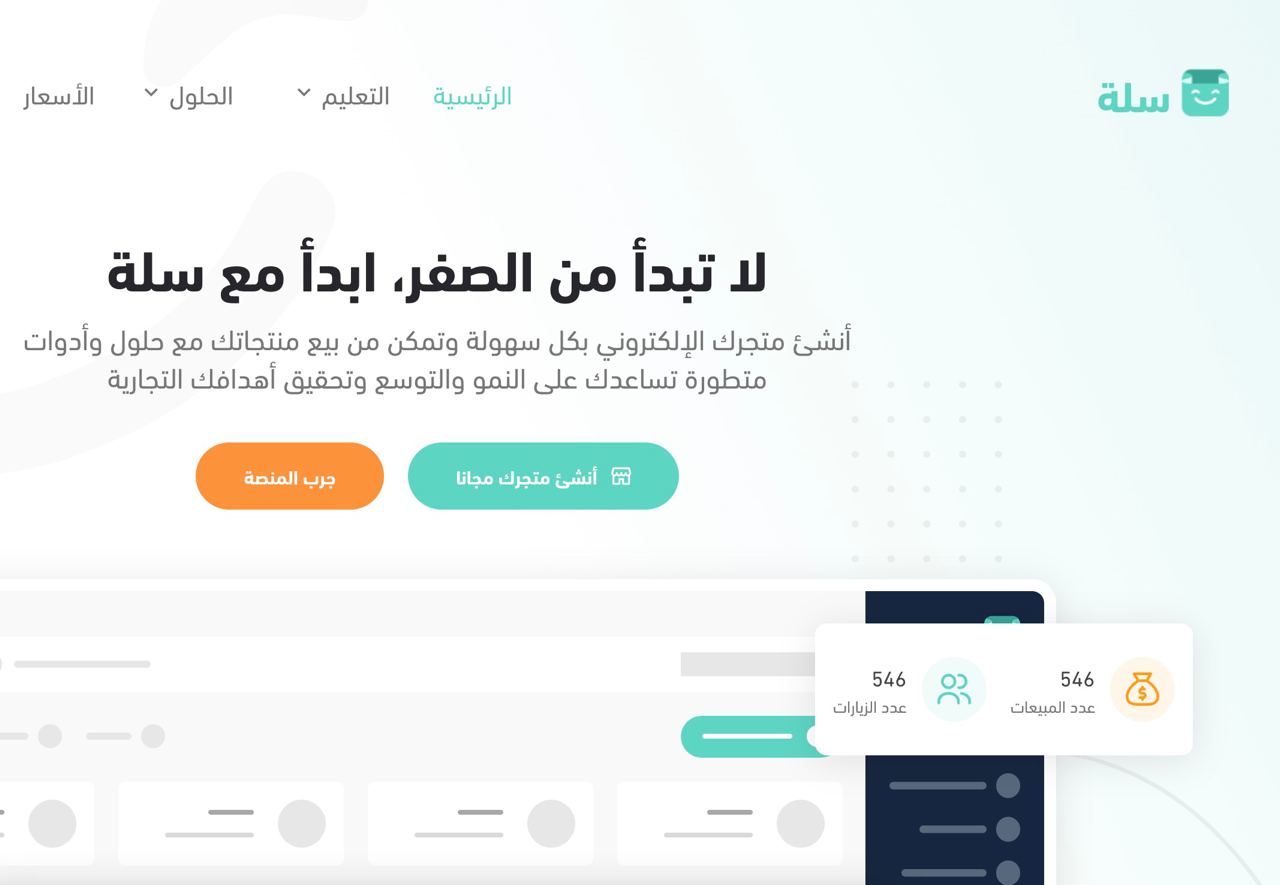 سلة
الرئيسية
التعليم
الحلول
الأسعار
لا تبدأ من الصفر، ابدأ مع سلة
أنشئ متجرك الإلكتروني بكل سهولة وتمكن من بيع منتجاتك مع حلول وأدوات
متطورة تساعدك على النمو والتوسع وتحقيق أهدافك التجارية
أنشئ متجرك مجانا
جرب المنصة
546
عدد المبيعات
546
عدد الزيارات